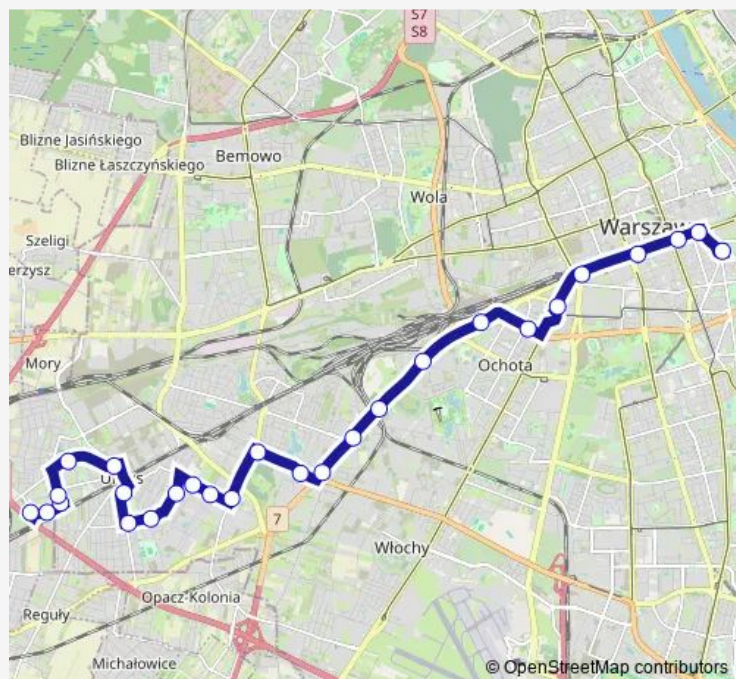 S7
S8
Blizne Jasińskiego
Blizne Łaszczyńskiego
Bemowo
Wola
Szeligi
Warszaw
erzysz
Mory
Ochota
Ur
s
7
Włochy
Opacz-Kolonia
Reguły
Michałowice
© OpenStreetMap contributors